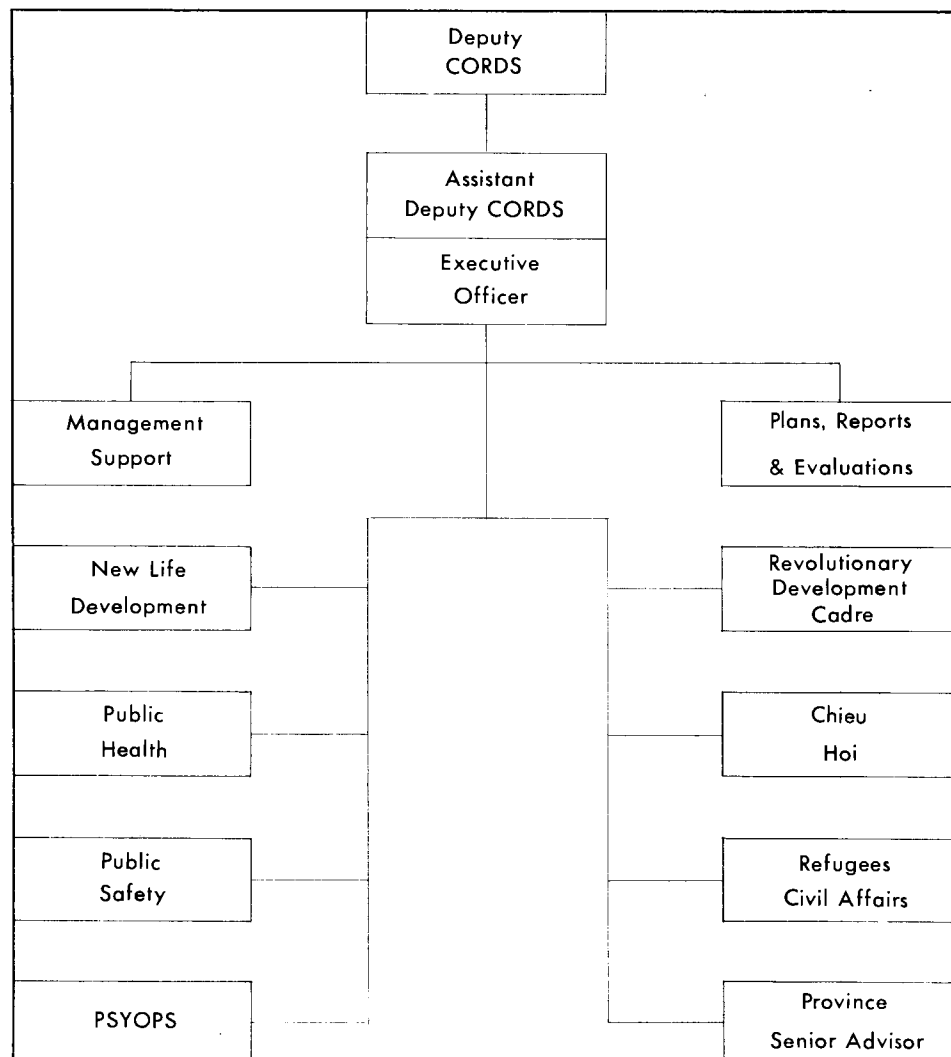 Deputy
CORDS
Assistant
Deputy CORDS
Executive
Officer
Management
Support
Plans, Reports
& Evaluations
New Life
Development
Revolutionary
Development
Cadre
Public
Health
Chieu
Hoi
Public
Safety
Refugees
Civil Affairs
PSYOPS
Province
Senior Advisor